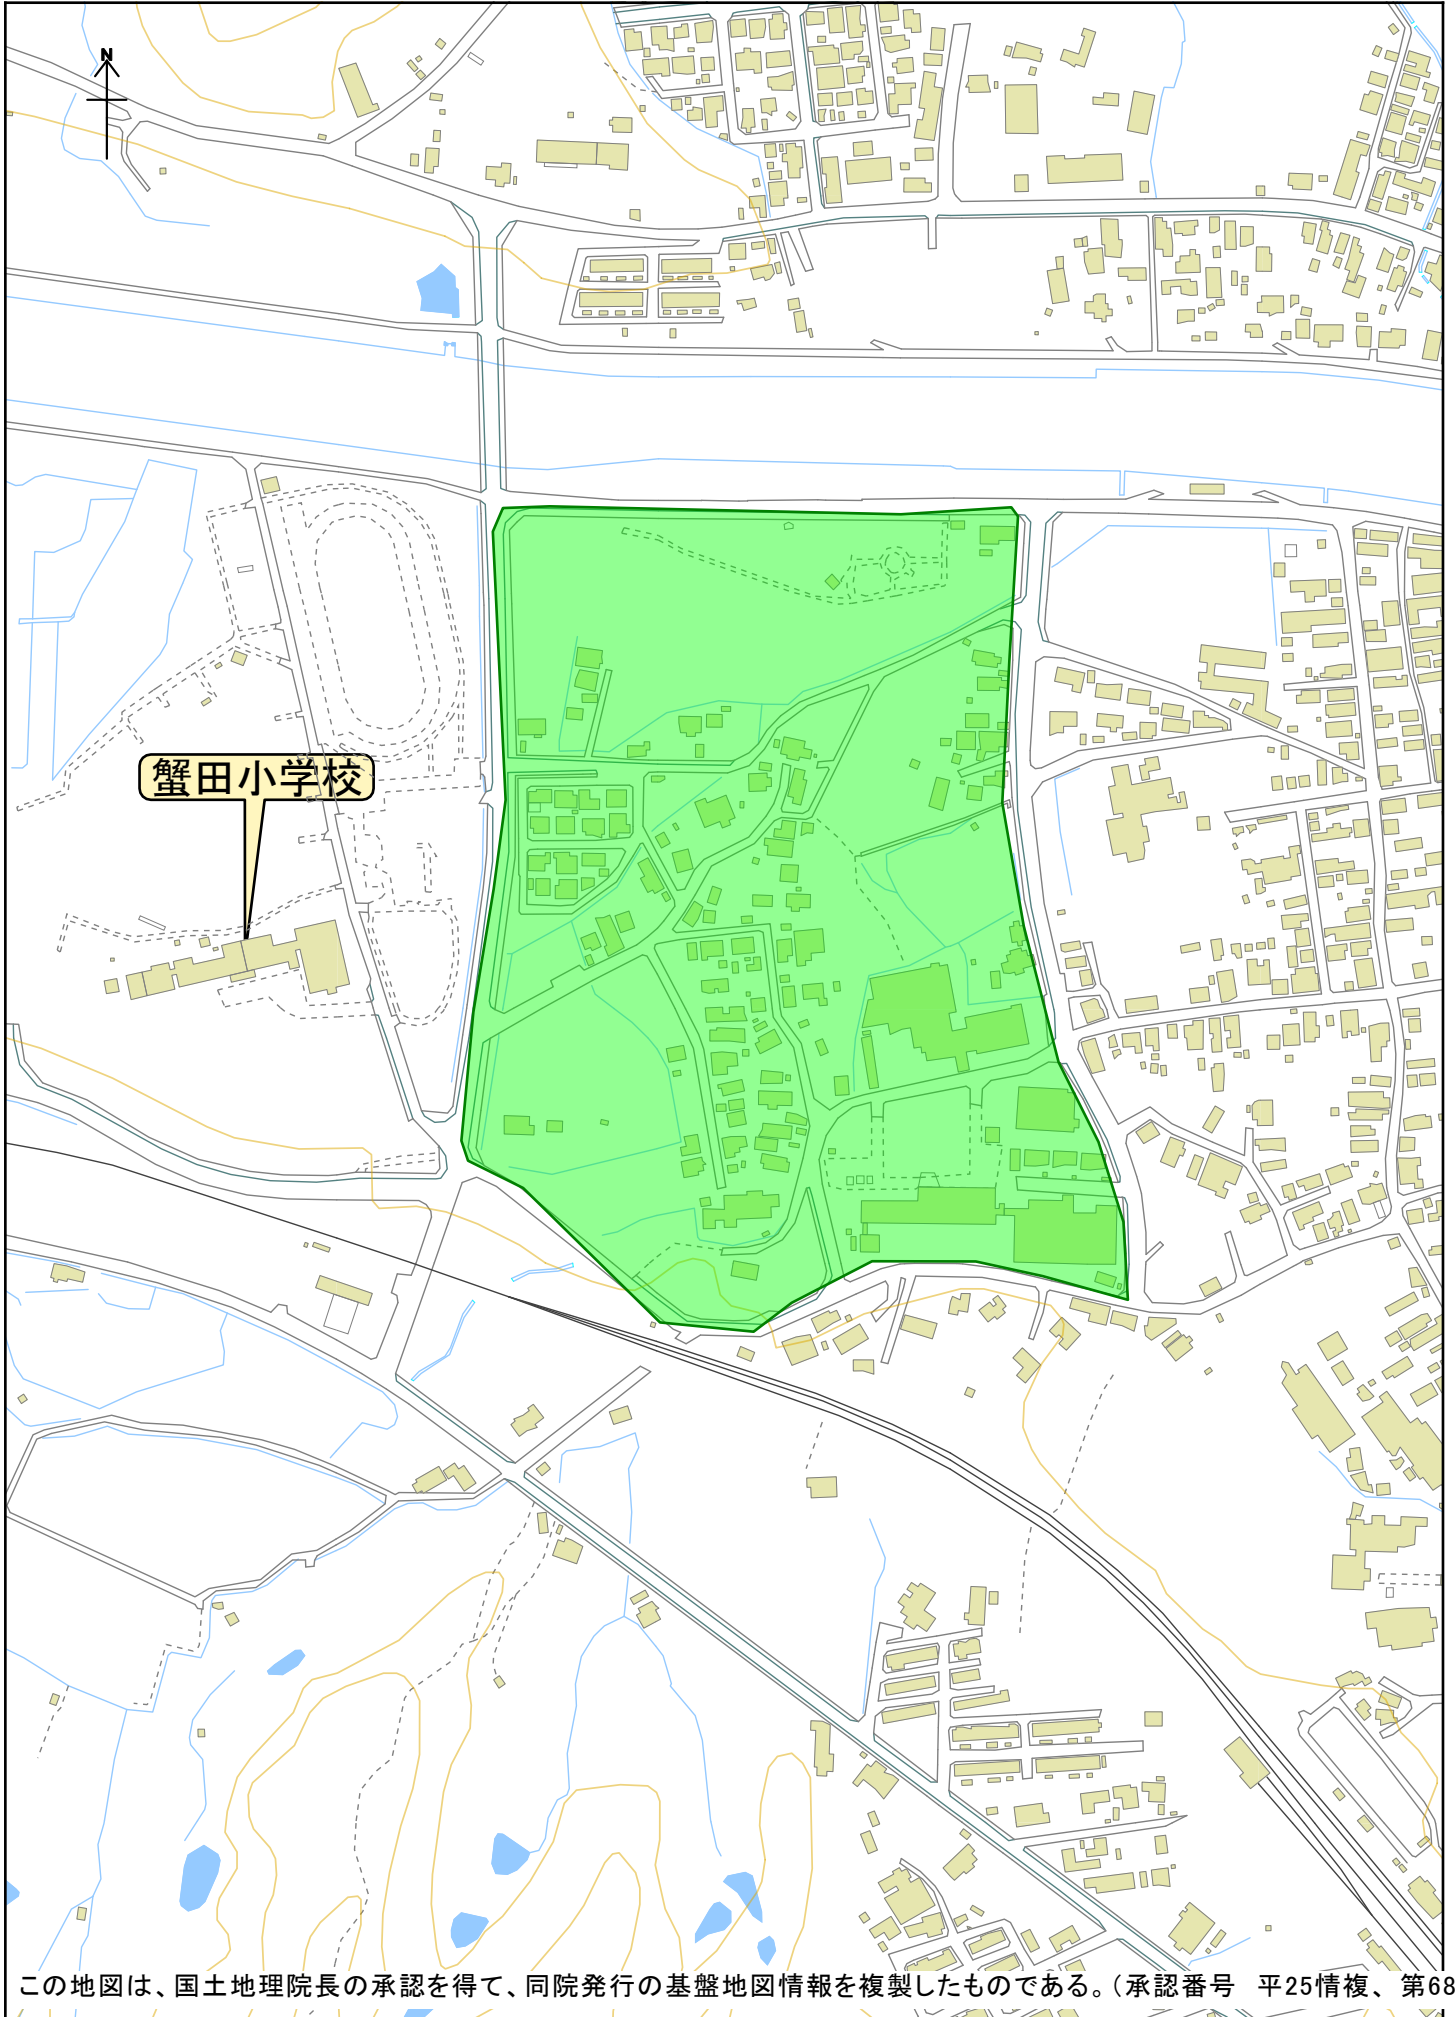 N
蟹田小学校
この地図は、国土地理院長の承認を得て、同院発行の基盤地図情報を複製したものである。（承認番号　平25情複、第68